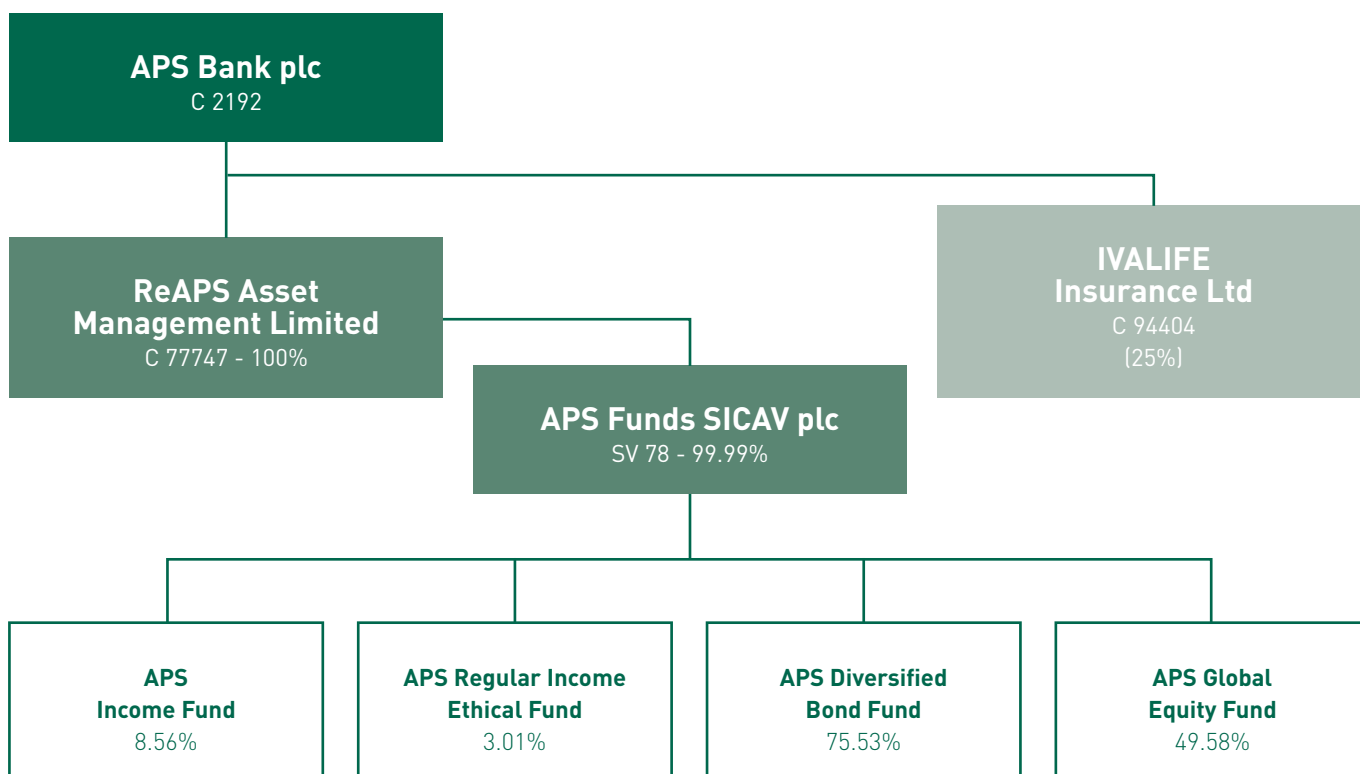 APS Bank plc
C 2192
ReAPS Asset
Management Limited
C 77747 - 100%
IVALIFE
Insurance Ltd
C 94404
(25%)
APS Funds SICAV plc
SV 78 - 99.99%
APS
Income Fund
8.56%
APS Regular Income
Ethical Fund
3.01%
APS Diversified
Bond Fund
75.53%
APS Global
Equity Fund
49.58%